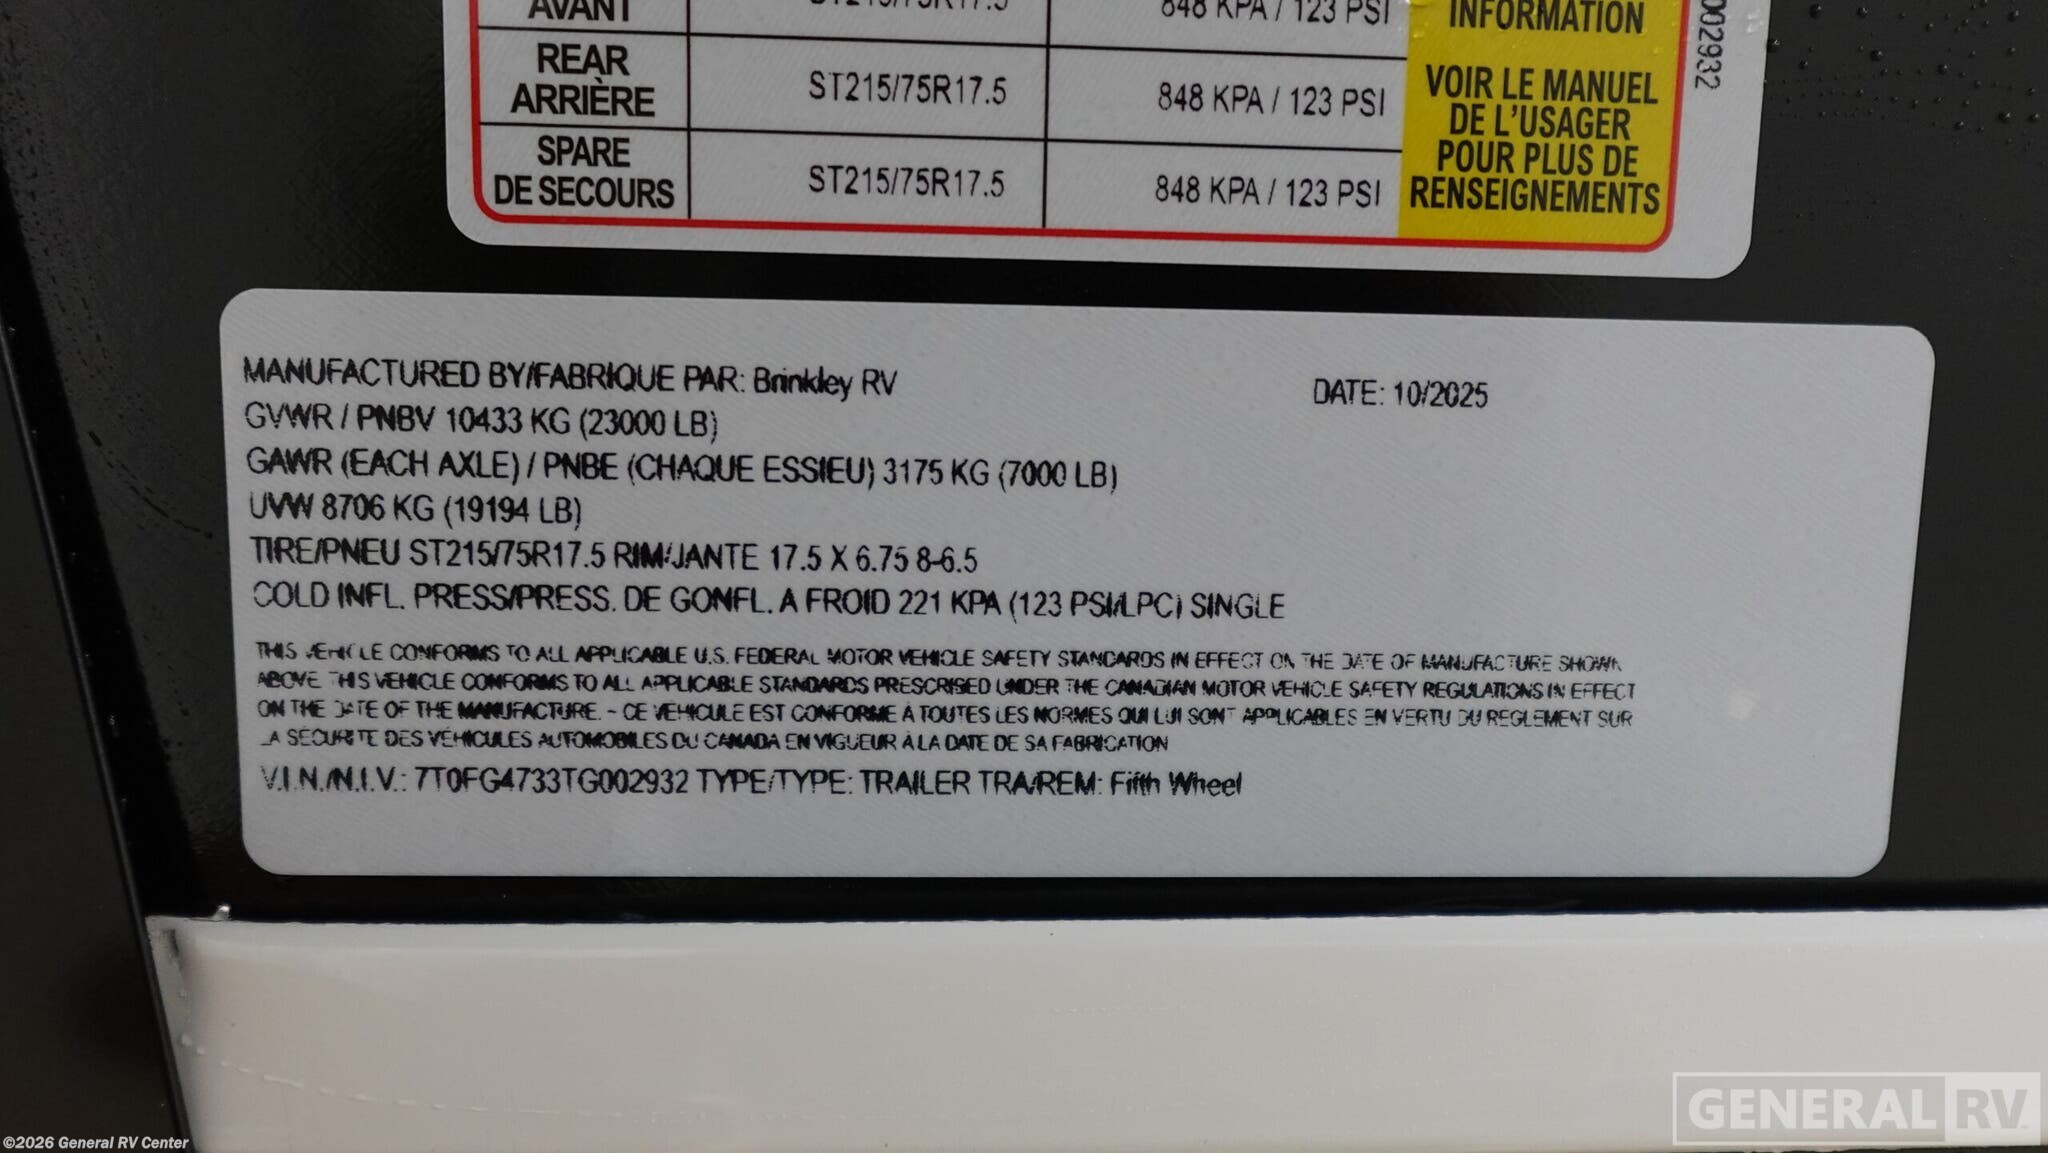 AVANT ST215/75R17.5 848 KPA / 123 PSI INFORMATION
REAR
ARRIÈRE ST215/75R17.5 848 KPA / 123 PSI
SPARE
DE SECOURS ST215/75R17.5 848 KPA / 123 PSI
VOIR LE MANUEL
DE L'USAGER
POUR PLUS DE
RENSEIGNEMENTS
002932
MANUFACTURED BY/FABRIQUE PAR: Brinkley RV DATE: 10/2025
GVWR / PNBV 10433 KG (23000 LB)
GAWR (EACH AXLE) / PNBE (CHAQUE ESSIEU) 3175 KG (7000 LB)
UVW 8706 KG (19194 LB)
TIRE/PNEU ST215/75R17.5 RIM/JANTE 17.5 X 6.75 8-6.5
COLD INFL. PRESS/PRESS. DE GONFL. A FROID 221 KPA (123 PSI/LPC) SINGLE
THIS VEHICLE CONFORMS TO ALL APPLICABLE U.S. FEDERAL MOTOR VEHICLE SAFETY STANDARDS IN EFFECT ON THE DATE OF MANUFACTURE SHOWN
ABOVE THIS VEHICLE CONFORMS TO ALL APPLICABLE STANDARDS PRESCRISED UNDER THE CANADIAN MOTOR VEHICLE SAFETY REGULATIONS IN EFFECT
ON THE DATE OF THE MANUFACTURE. - CE VEHICULE EST CONFORME À TOUTES LES NORMES QUI LUI SONT APPLICABLES EN VERTU DU REGLEMENT SUR
LA SÉCURITE DES VÉHICULES AUTOMOBILES DU CANADA EN VIGUEUR À LA DATE DE SA FABRICATION
V.I.N./N.I.V.: 7T0FG4733TG002932 TYPE/TYPE: TRAILER TRA/REM: Fifth Wheel
GENERAL RV
©2026 General RV Center